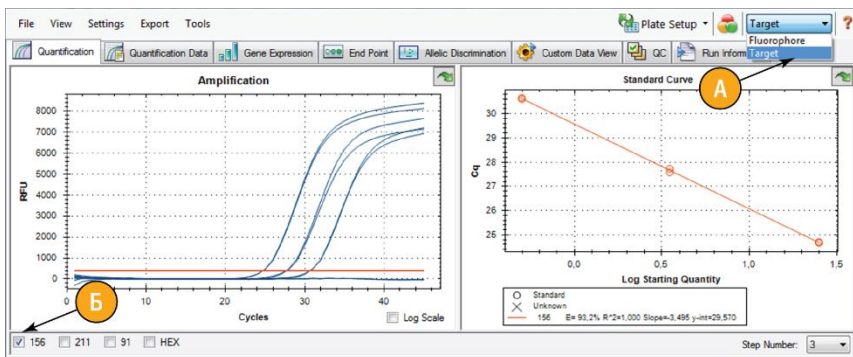 File View Settings Export Tools Plate Setup Target ?
Fluorophore
Target
Quantification Quantification Data Gene Expression End Point Allelic Discrimination Custom Data View QC Run Inform
А
Amplification
RFU
8000
7000
6000
5000
4000
3000
2000
1000
0
0 10 20 30 40
Cycles
Log Scale
Б
Standard Curve
Cq
30
29
28
27
26
25
0,0 0,5 1,0 1,5
Log Starting Quantity
Standard
Unknown
156 E= 93,2% R^2=1,000 Slope=-3,495 y-int=29,570
156 211 91 HEX
Step Number: 3